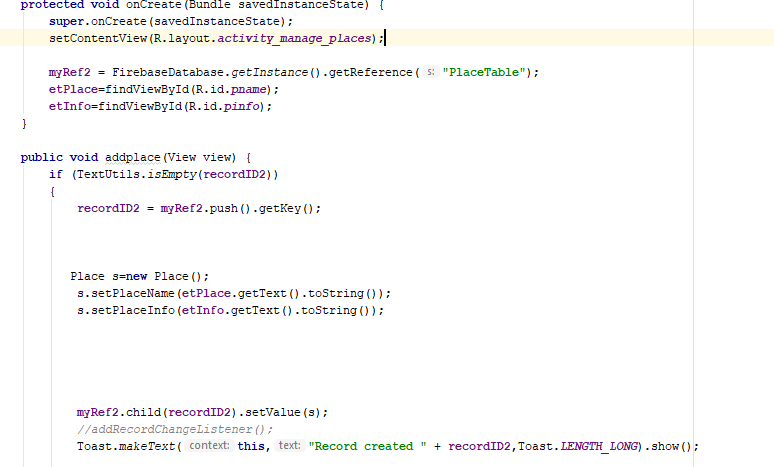 protected void onCreate(Bundle savedInstanceState) {
super.onCreate(savedInstanceState);
setContentView(R.layout.activity_manage_places);
myRef2 = FirebaseDatabase.getInstance().getReference( s: "PlaceTable");
etPlace=findViewById(R.id.pname);
etInfo=findViewById(R.id.pinfo);
}
public void addplace(View view) {
if (TextUtils.isEmpty(recordID2))
{
recordID2 = myRef2.push().getKey();
Place s=new Place();
s.setPlaceName(etPlace.getText().toString());
s.setPlaceInfo(etInfo.getText().toString());
myRef2.child(recordID2).setValue(s);
//addRecordChangeListener();
Toast.makeText( context: this, text: "Record created " + recordID2,Toast.LENGTH_LONG).show();